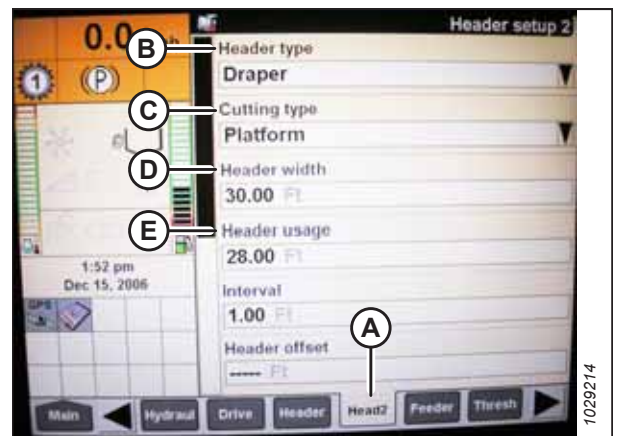 0.0
Header setup 2
B
Header type
1
(P)
Draper
C
Cutting type
Platform
D
Header width
30.00 Ft
E
Header usage
28.00 Ft
1:52 pm
Dec 15, 2006
Interval
1.00 Ft
GPS
A
Header offset
----- Ft
Main
Hydraul
Drive
Header
Head2
Feeder
Thresh
1029214